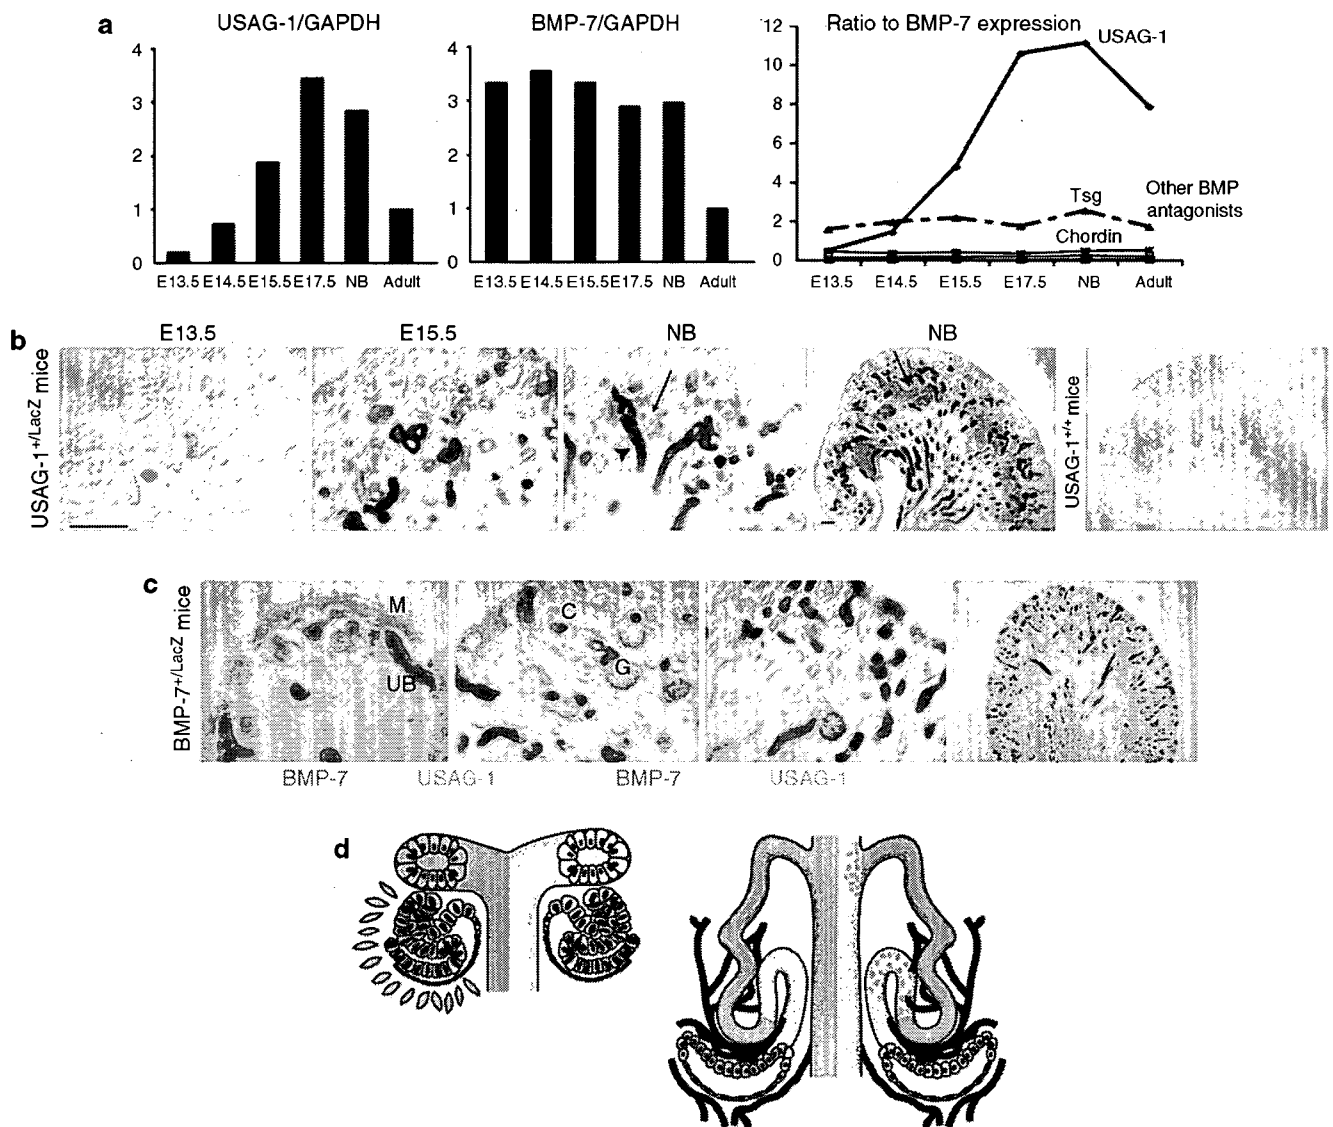 a
USAG-1/GAPDH
4
3
2
1
0
E13.5 E14.5 E15.5 E17.5 NB Adult
BMP-7/GAPDH
4
3
2
1
0
E13.5 E14.5 E15.5 E17.5 NB Adult
Ratio to BMP-7 expression
12
10
8
6
4
2
0
USAG-1
Tsg
Other BMP
antagonists
Chordin
E13.5 E14.5 E15.5 E17.5 NB Adult
b
E13.5 E15.5 NB NB
USAG-1+/LacZ mice
USAG-1+/+ mice
c
BMP-7+/LacZ mice
M
UB
C
G
BMP-7 USAG-1 BMP-7 USAG-1
d